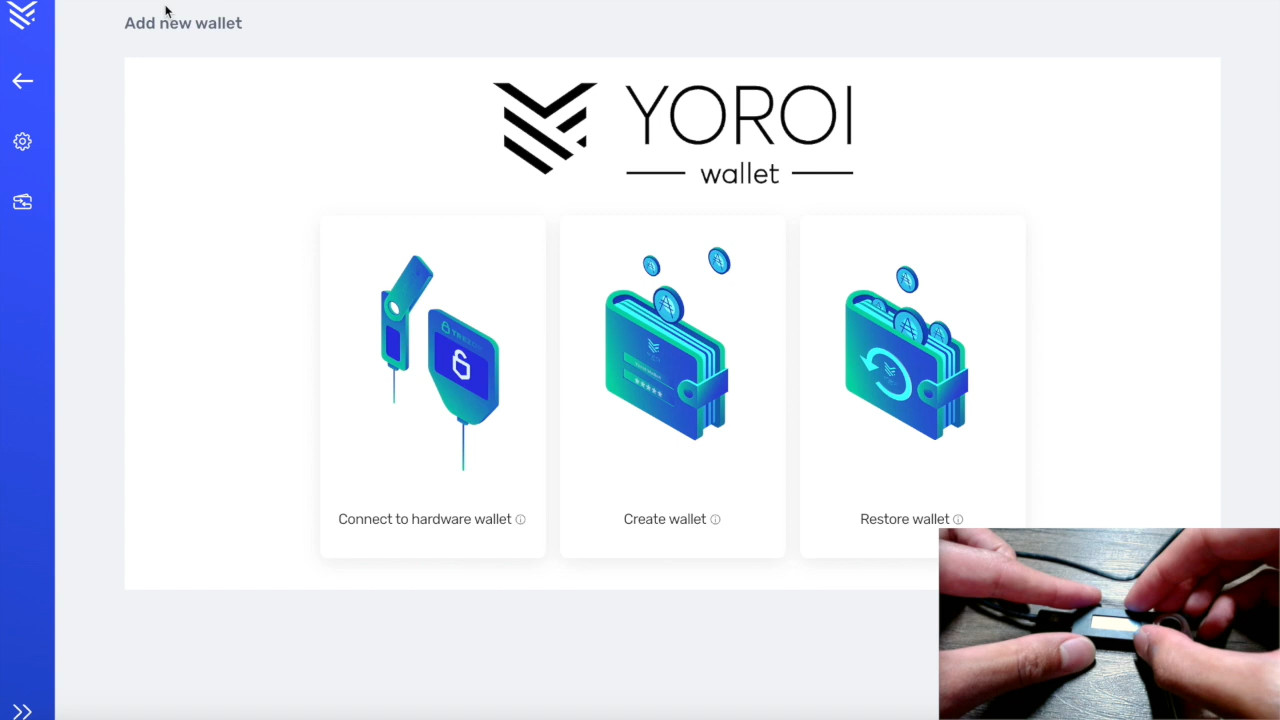 Add new wallet
YOROI
wallet
Connect to hardware wallet
Create wallet
Restore wallet